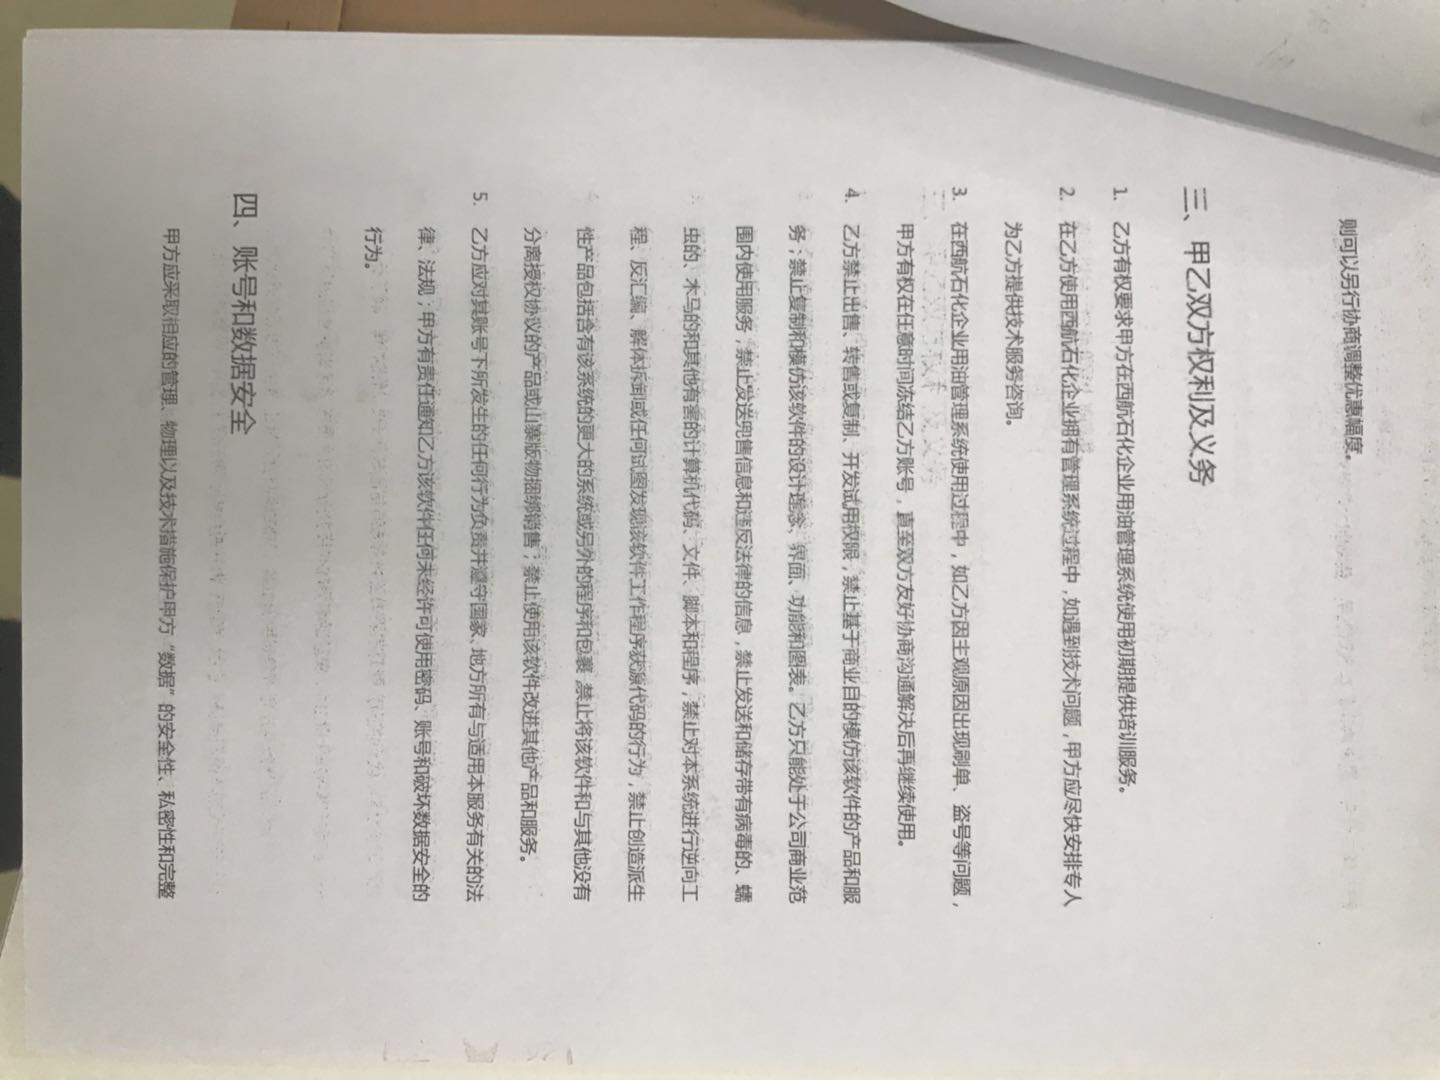 则可以另行协商调整优惠幅度。
三、甲乙双方权利及义务
1. 乙方有权要求甲方在西航石化企业用油管理系统使用初期提供培训服务。
2. 在乙方使用西航石化企业拥有管理系统过程中，如遇到技术问题，甲方应尽快安排专人
为乙方提供技术服务咨询。
3. 在西航石化企业用油管理系统使用过程中，如乙方因主观原因出现刷单、盗号等问题，
甲方有权在任意时间冻结乙方账号，直至双方友好协商沟通解决后再继续使用。
4. 乙方禁止出售、转售或复制、开发试用权限，禁止基于商业目的模仿该软件的产品和服
务；禁止复制和模仿该软件的设计理念、界面、功能和图表。乙方只能处于公司商业范
围内使用服务，禁止发送兜售信息和违反法律的信息，禁止发送和储存带有病毒的、蠕
虫的、木马的和其他有害的计算机代码、文件、脚本和程序；禁止对本系统进行逆向工
程、反汇编、解体拆卸或任何试图发现该软件工作程序获源代码的行为；禁止创造派生
性产品包括含有该系统的更大的系统或另外的程序和包裹 禁止将该软件和与其他没有
分离授权协议的产品或山寨版物捆绑销售；禁止使用该软件改进其他产品和服务。
5. 乙方应对其账号下所发生的任何行为负责并遵守国家、地方所有与适用本服务有关的法
律、法规；甲方有责任通知乙方该软件任何未经许可使用密码、账号和破坏数据安全的
行为。
四、账号和数据安全
甲方应采取相应的管理、物理以及技术措施保护甲方“数据”的安全性、私密性和完整